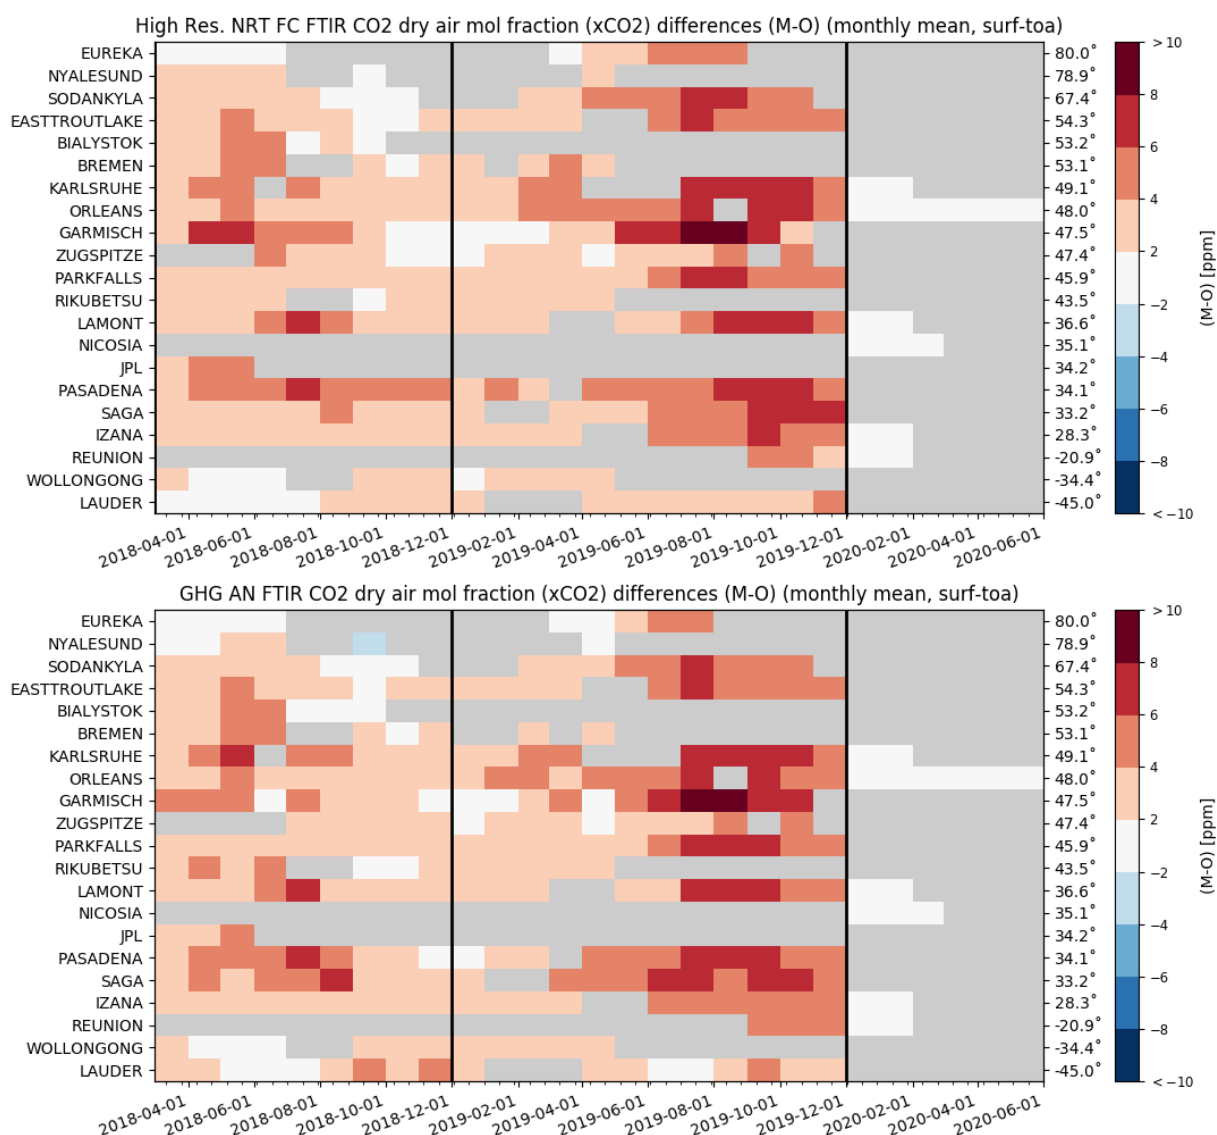 High Res. NRT FC FTIR CO2 dry air mol fraction (xCO2) differences (M-O) (monthly mean, surf-toa)
EUREKA 80.0˚ > 10
NYALESUND 78.9˚
SODANKYLA 67.4˚ 8
EASTTROUTLAKE 54.3˚
BIALYSTOK 53.2˚ 6
BREMEN 53.1˚
KARLSRUHE 49.1˚
ORLEANS 48.0˚ 4
GARMISCH 47.5˚
ZUGSPITZE 47.4˚ 2
PARKFALLS 45.9˚
RIKUBETSU 43.5˚ −2
LAMONT 36.6˚
NICOSIA 35.1˚ −4
JPL 34.2˚
PASADENA 34.1˚
SAGA 33.2˚ −6
IZANA 28.3˚
REUNION -20.9˚ −8
WOLLONGONG -34.4˚
LAUDER -45.0˚ < −10
(M-O) [ppm]
2018-04-01 2018-06-01 2018-08-01 2018-10-01 2018-12-01 2019-02-01 2019-04-01 2019-06-01 2019-08-01 2019-10-01 2019-12-01 2020-02-01 2020-04-01 2020-06-01
GHG AN FTIR CO2 dry air mol fraction (xCO2) differences (M-O) (monthly mean, surf-toa)
EUREKA 80.0˚ > 10
NYALESUND 78.9˚
SODANKYLA 67.4˚ 8
EASTTROUTLAKE 54.3˚
BIALYSTOK 53.2˚ 6
BREMEN 53.1˚
KARLSRUHE 49.1˚
ORLEANS 48.0˚ 4
GARMISCH 47.5˚
ZUGSPITZE 47.4˚ 2
PARKFALLS 45.9˚
RIKUBETSU 43.5˚ −2
LAMONT 36.6˚
NICOSIA 35.1˚ −4
JPL 34.2˚
PASADENA 34.1˚
SAGA 33.2˚ −6
IZANA 28.3˚
REUNION -20.9˚ −8
WOLLONGONG -34.4˚
LAUDER -45.0˚ < −10
(M-O) [ppm]
2018-04-01 2018-06-01 2018-08-01 2018-10-01 2018-12-01 2019-02-01 2019-04-01 2019-06-01 2019-08-01 2019-10-01 2019-12-01 2020-02-01 2020-04-01 2020-06-01